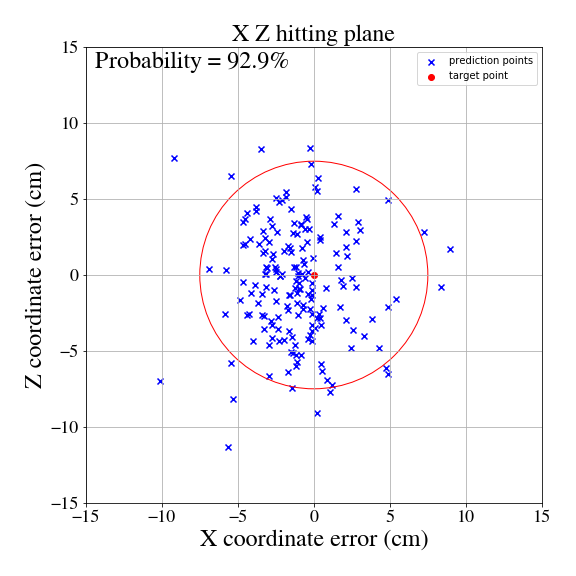 X Z hitting plane
Probability = 92.9%
prediction points
target point
15
10
5
0
−5
−10
−15
Z coordinate error (cm)
−15
−10
−5
0
5
10
15
X coordinate error (cm)